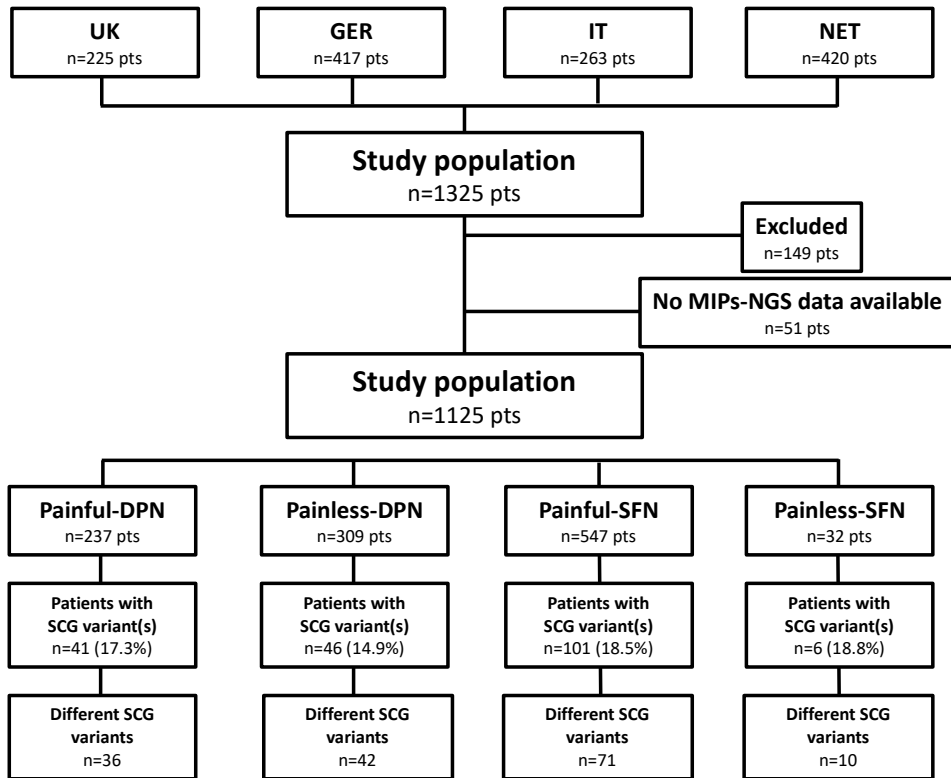 UK
n=225 pts
GER
n=417 pts
IT
n=263 pts
NET
n=420 pts
Study population
n=1325 pts
Excluded
n=149 pts
No MIPs-NGS data available
n=51 pts
Study population
n=1125 pts
Painful-DPN
n=237 pts
Painless-DPN
n=309 pts
Painful-SFN
n=547 pts
Painless-SFN
n=32 pts
Patients with
SCG variant(s)
n=41 (17.3%)
Patients with
SCG variant(s)
n=46 (14.9%)
Patients with
SCG variant(s)
n=101 (18.5%)
Patients with
SCG variant(s)
n=6 (18.8%)
Different SCG
variants
n=36
Different SCG
variants
n=42
Different SCG
variants
n=71
Different SCG
variants
n=10